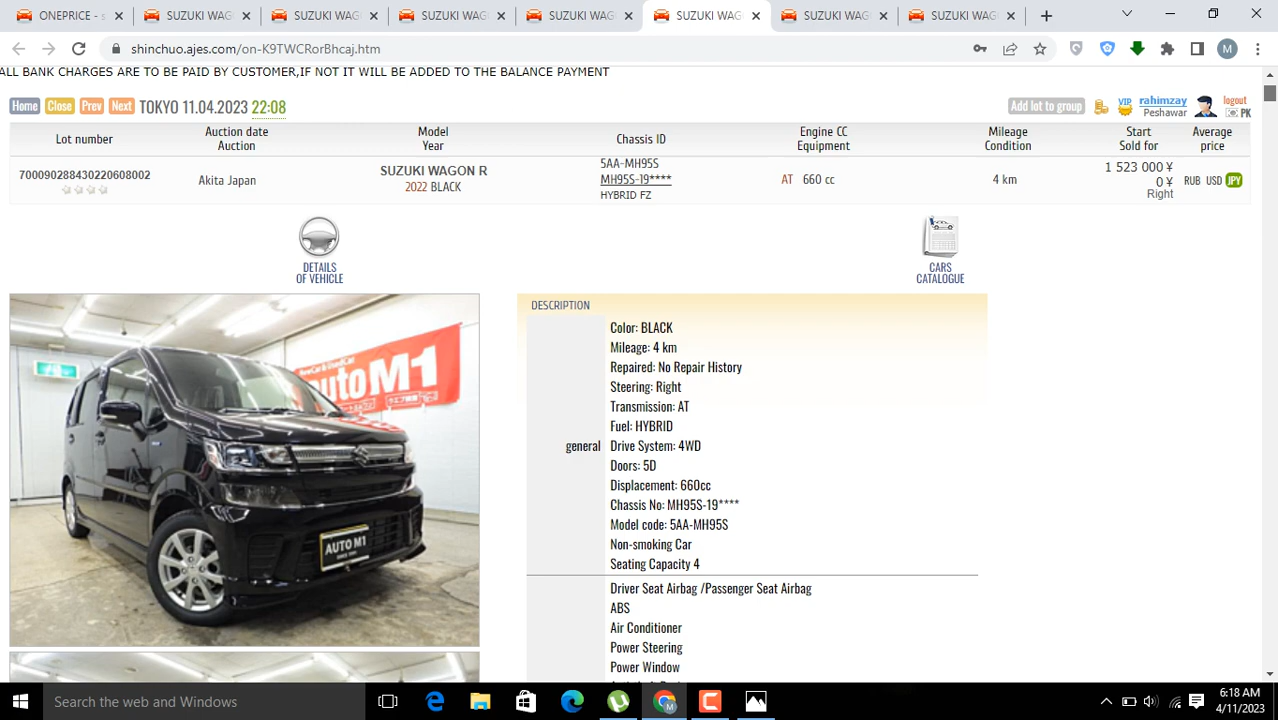 ONEPRICE - s
SUZUKI WAG
SUZUKI WAG
SUZUKI WAG
SUZUKI WAG
SUZUKI WAG
SUZUKI WAG
SUZUKI WAG
shinchuo.ajes.com/on-K9TWCRorBhcaj.htm
M
ALL BANK CHARGES ARE TO BE PAID BY CUSTOMER,IF NOT IT WILL BE ADDED TO THE BALANCE PAYMENT
Home Close Prev Next TOKYO 11.04.2023 22:08
Add lot to group VIP rahimzay logout
Peshawar PK
Lot number
Auction date
Auction
Model
Year
Chassis ID
Engine CC
Equipment
Mileage
Condition
Start
Sold for
Average
price
700090288430220608002
Akita Japan
SUZUKI WAGON R
2022 BLACK
5AA-MH95S
MH95S-19****
HYBRID FZ
AT 660 cc
4 km
1 523 000 ¥
0 ¥
Right
RUB USD JPY
DETAILS
OF VEHICLE
CARS
CATALOGUE
New Car & Used Car
auto M1
AUTO M1
DESCRIPTION
general
Color: BLACK
Mileage: 4 km
Repaired: No Repair History
Steering: Right
Transmission: AT
Fuel: HYBRID
Drive System: 4WD
Doors: 5D
Displacement: 660cc
Chassis No: MH95S-19****
Model code: 5AA-MH95S
Non-smoking Car
Seating Capacity 4
Driver Seat Airbag /Passenger Seat Airbag
ABS
Air Conditioner
Power Steering
Power Window
Search the web and Windows
6:18 AM
4/11/2023